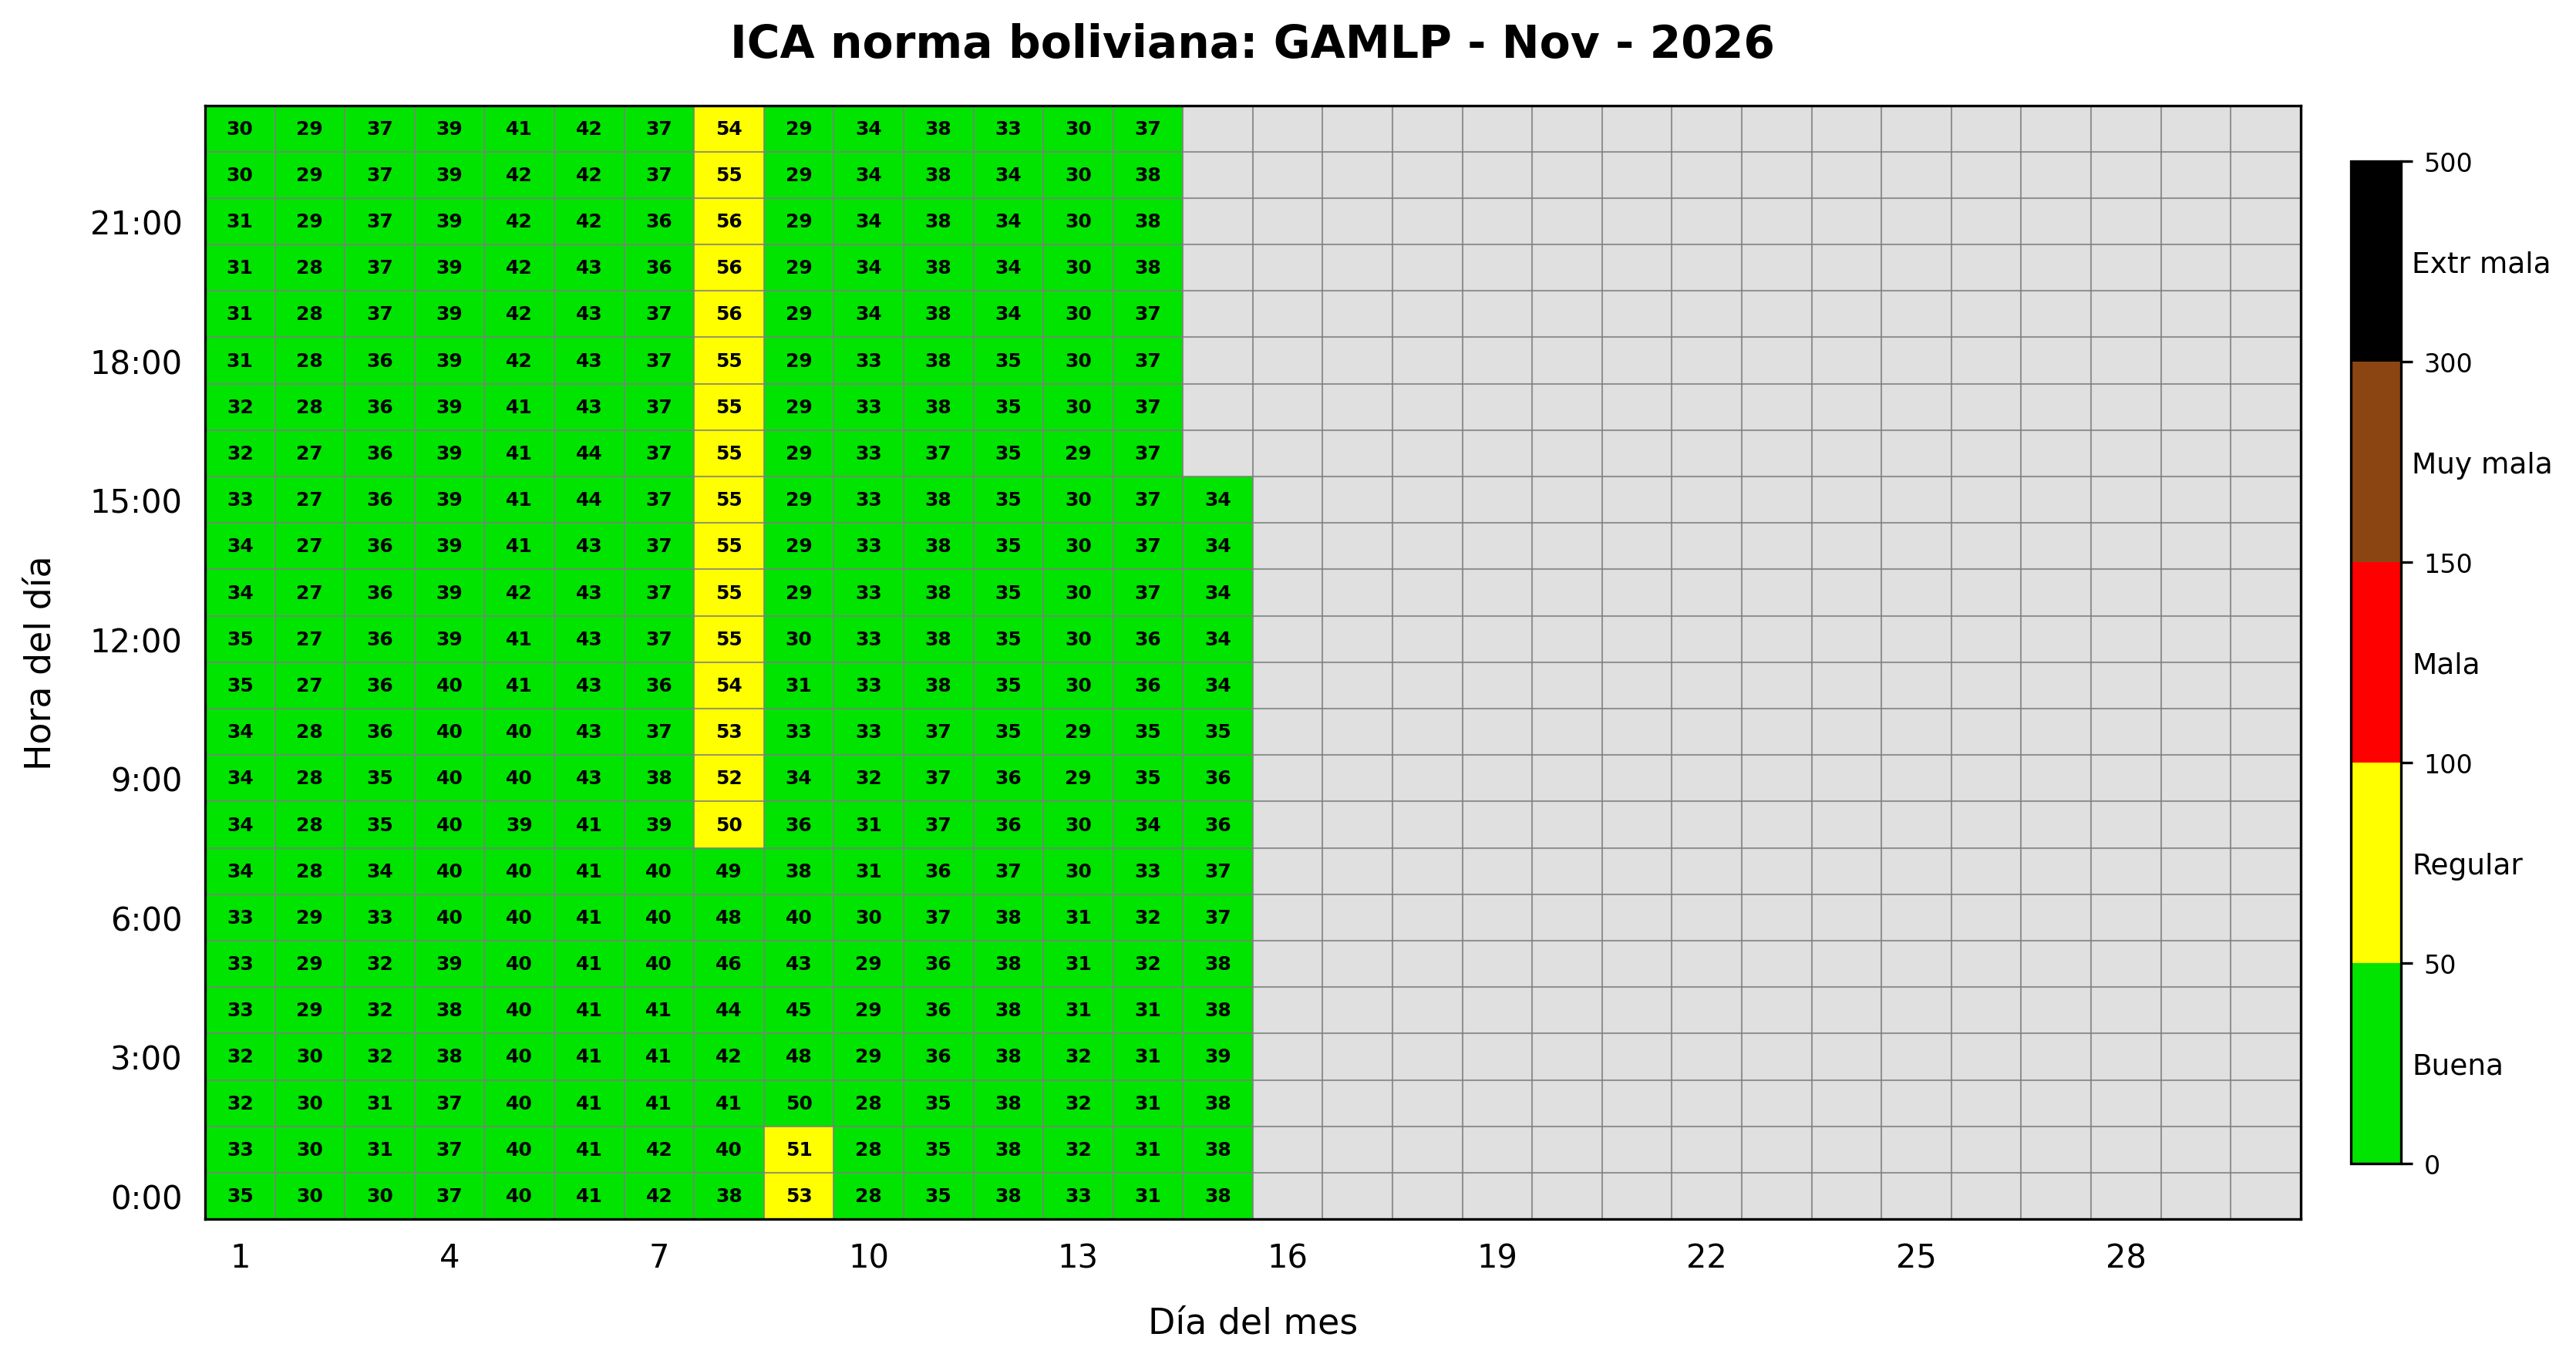 ICA norma boliviana: GAMLP - Nov - 2026
30 29 37 39 41 42 37 54 29 34 38 33 30 37
30 29 37 39 42 42 37 55 29 34 38 34 30 38
21:00 31 29 37 39 42 42 36 56 29 34 38 34 30 38
31 28 37 39 42 43 36 56 29 34 38 34 30 38
31 28 37 39 42 43 37 56 29 34 38 34 30 37
18:00 31 28 36 39 42 43 37 55 29 33 38 35 30 37
32 28 36 39 41 43 37 55 29 33 38 35 30 37
32 27 36 39 41 44 37 55 29 33 37 35 29 37
15:00 33 27 36 39 41 44 37 55 29 33 38 35 30 37 34
34 27 36 39 41 43 37 55 29 33 38 35 30 37 34
34 27 36 39 42 43 37 55 29 33 38 35 30 37 34
12:00 35 27 36 39 41 43 37 55 30 33 38 35 30 36 34
35 27 36 40 41 43 36 54 31 33 38 35 30 36 34
34 28 36 40 40 43 37 53 33 33 37 35 29 35 35
9:00 34 28 35 40 40 43 38 52 34 32 37 36 29 35 36
34 28 35 40 39 41 39 50 36 31 37 36 30 34 36
34 28 34 40 40 41 40 49 38 31 36 37 30 33 37
6:00 33 29 33 40 40 41 40 48 40 30 37 38 31 32 37
33 29 32 39 40 41 40 46 43 29 36 38 31 32 38
33 29 32 38 40 41 41 44 45 29 36 38 31 31 38
3:00 32 30 32 38 40 41 41 42 48 29 36 38 32 31 39
32 30 31 37 40 41 41 41 50 28 35 38 32 31 38
33 30 31 37 40 41 42 40 51 28 35 38 32 31 38
0:00 35 30 30 37 40 41 42 38 53 28 35 38 33 31 38
1 4 7 10 13 16 19 22 25 28
Día del mes
Hora del día
500
Extr mala
300
Muy mala
150
Mala
100
Regular
50
Buena
0